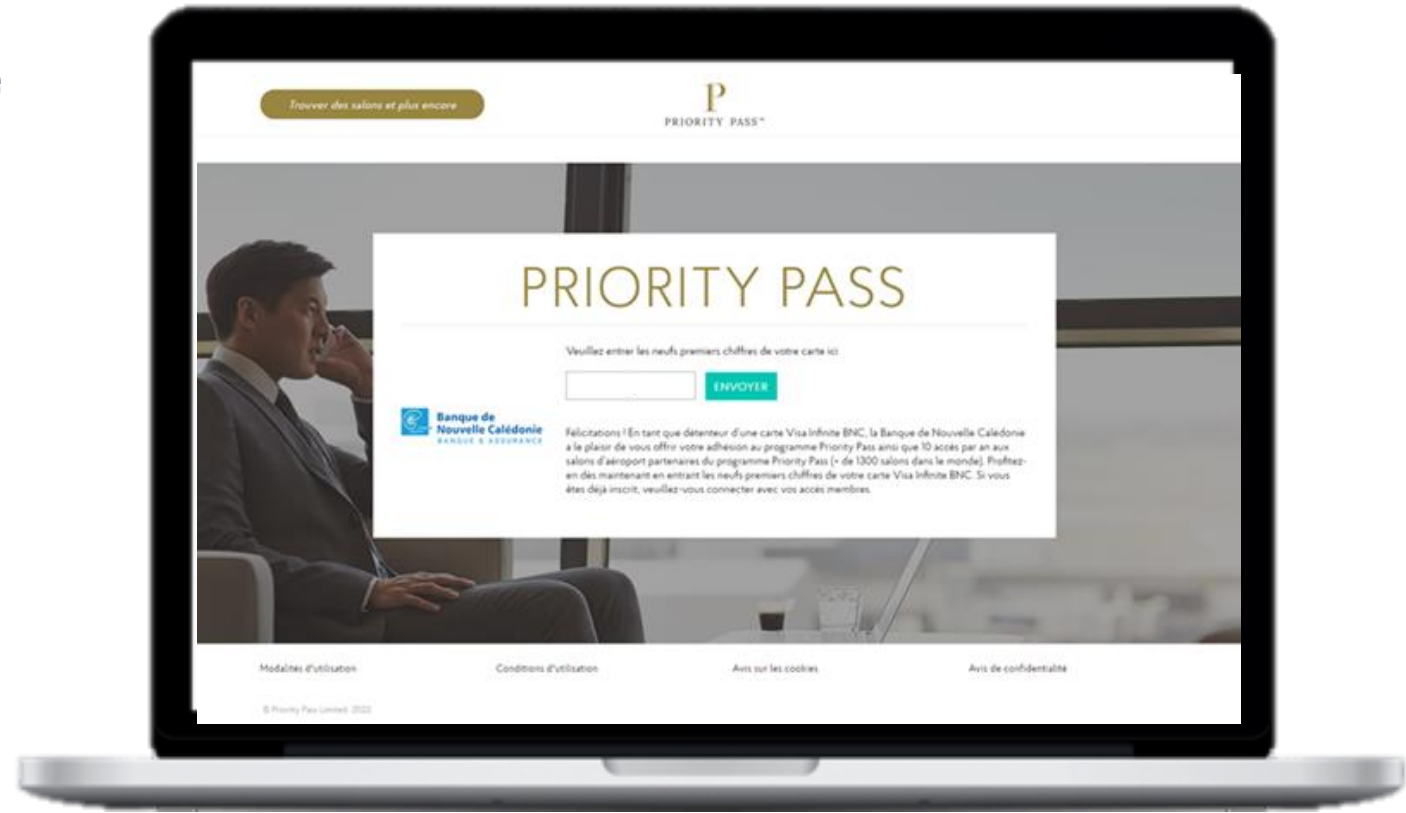 Trouver des salons et plus encore
P
PRIORITY PASS™
PRIORITY PASS
Veuillez entrer les neufs premiers chiffres de votre carte ici
ENVOYER
Banque de
Nouvelle Calédonie
BANQUE & ASSURANCE
Félicitations ! En tant que détenteur d'une carte Visa Infinite BNC, la Banque de Nouvelle Calédonie
a le plaisir de vous offrir votre adhésion au programme Priority Pass ainsi que 10 accès par an aux
salons d'aéroport partenaires du programme Priority Pass (+ de 1300 salons dans le monde). Profitez-
en dès maintenant en entrant les neufs premiers chiffres de votre carte Visa Infinite BNC. Si vous
êtes déjà inscrit, veuillez-vous connecter avec vos accès membres.
Modalités d'utilisation
Conditions d'utilisation
Avis sur les cookies
Avis de confidentialité
© Priority Pass Limited 2022